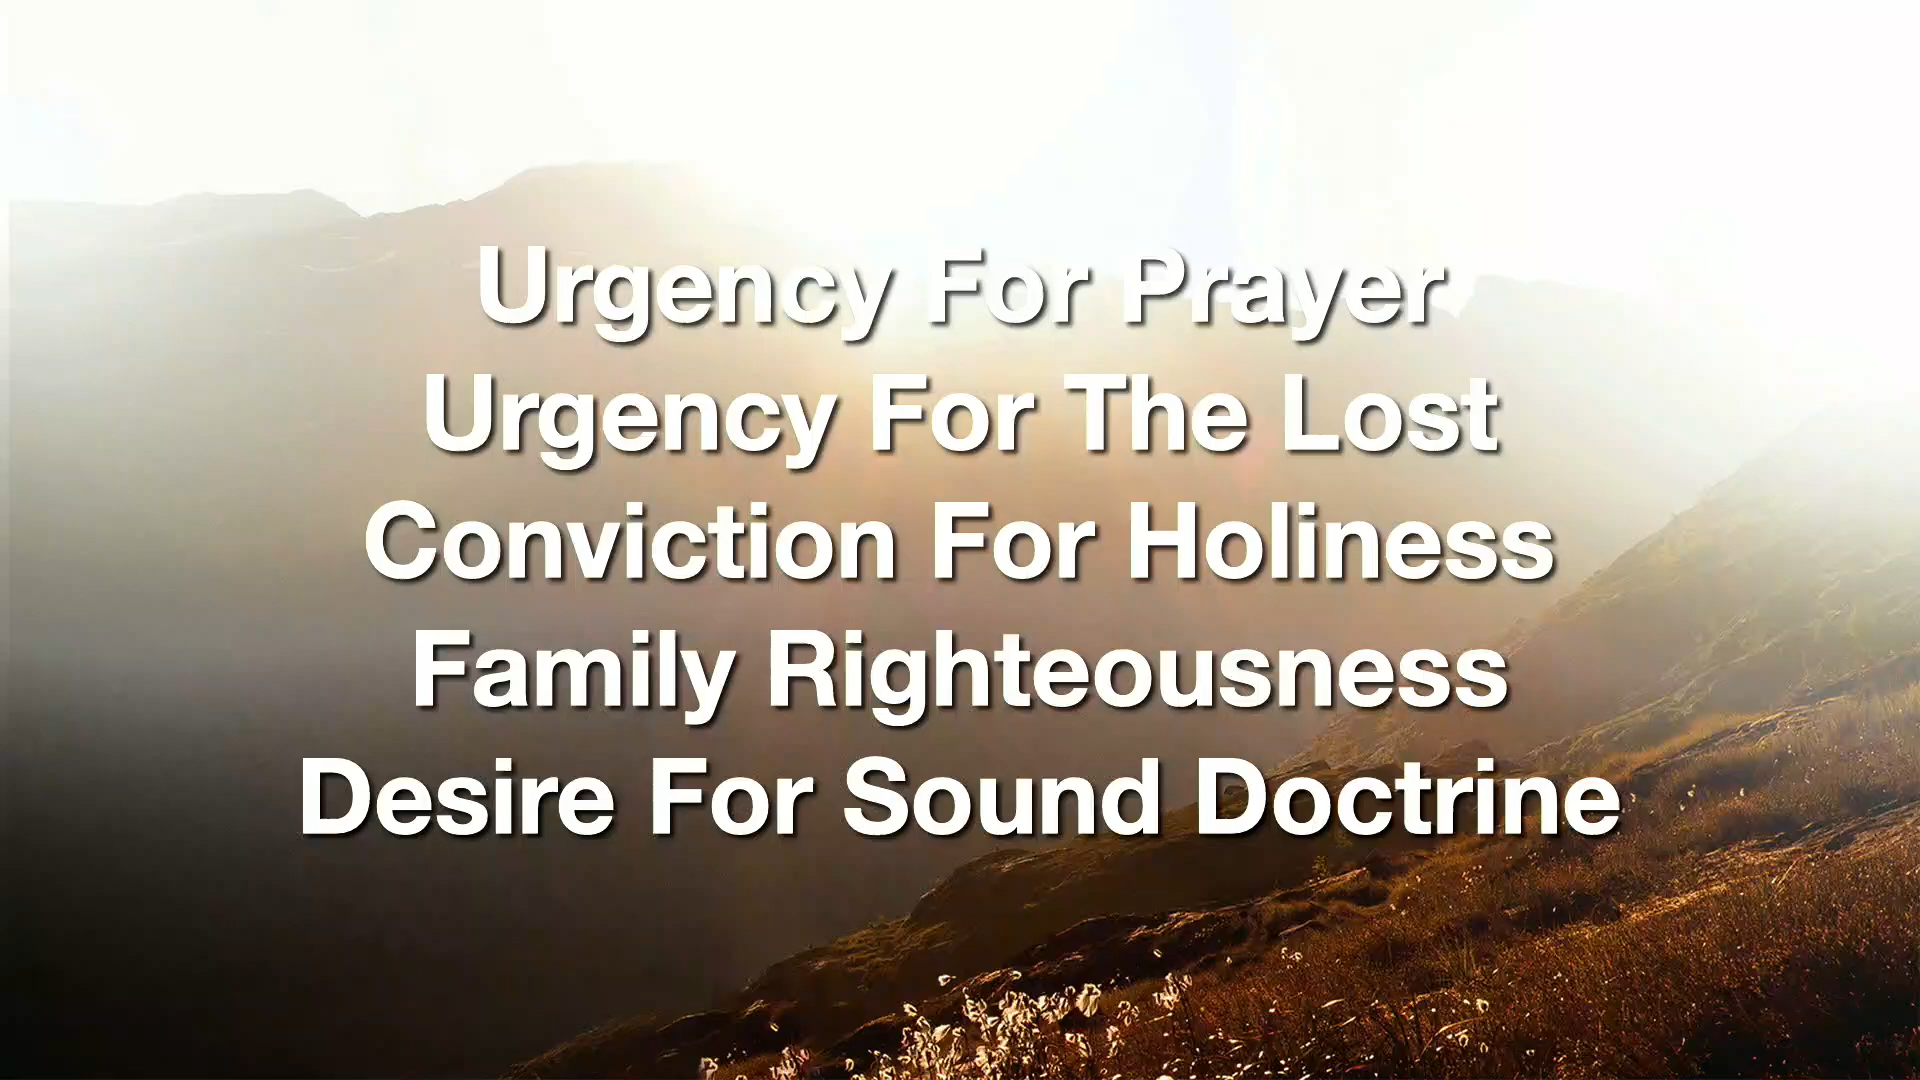 Urgency For Prayer
Urgency For The Lost
Conviction For Holiness
Family Righteousness
Desire For Sound Doctrine